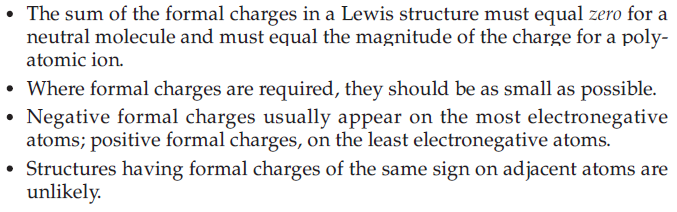 • The sum of the formal charges in a Lewis structure must equal zero for a
neutral molecule and must equal the magnitude of the charge for a poly-
atomic ion.
• Where formal charges are required, they should be as small as possible.
• Negative formal charges usually appear on the most electronegative
atoms; positive formal charges, on the least electronegative atoms.
• Structures having formal charges of the same sign on adjacent atoms are
unlikely.